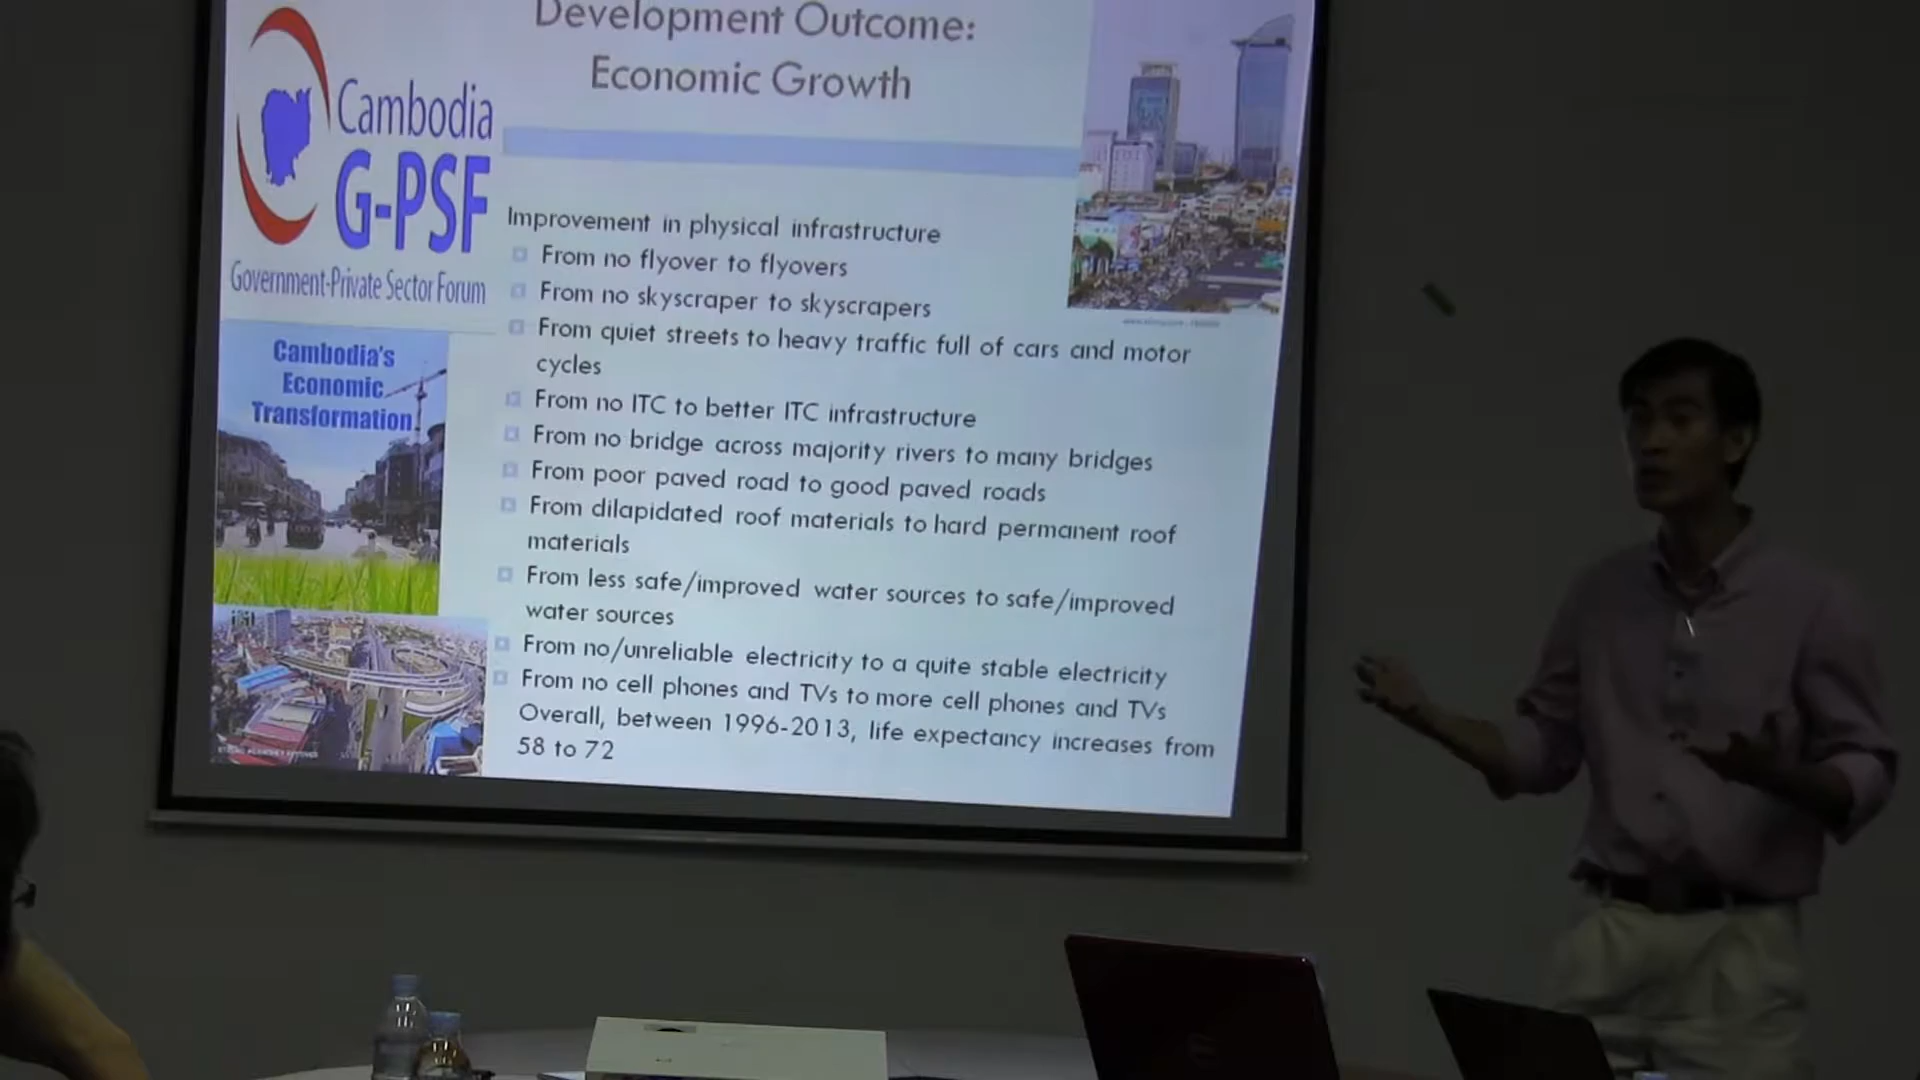 Development Outcome:
Economic Growth
Cambodia
G-PSF
Government-Private Sector Forum
Cambodia's
Economic
Transformation
Improvement in physical infrastructure
From no flyover to flyovers
From no skyscraper to skyscrapers
From quiet streets to heavy traffic full of cars and motor
cycles
From no ITC to better ITC infrastructure
From no bridge across majority rivers to many bridges
From poor paved road to good paved roads
From dilapidated roof materials to hard permanent roof
materials
From less safe/improved water sources to safe/improved
water sources
From no/unreliable electricity to a quite stable electricity
From no cell phones and TVs to more cell phones and TVs
Overall, between 1996-2013, life expectancy increases from
58 to 72